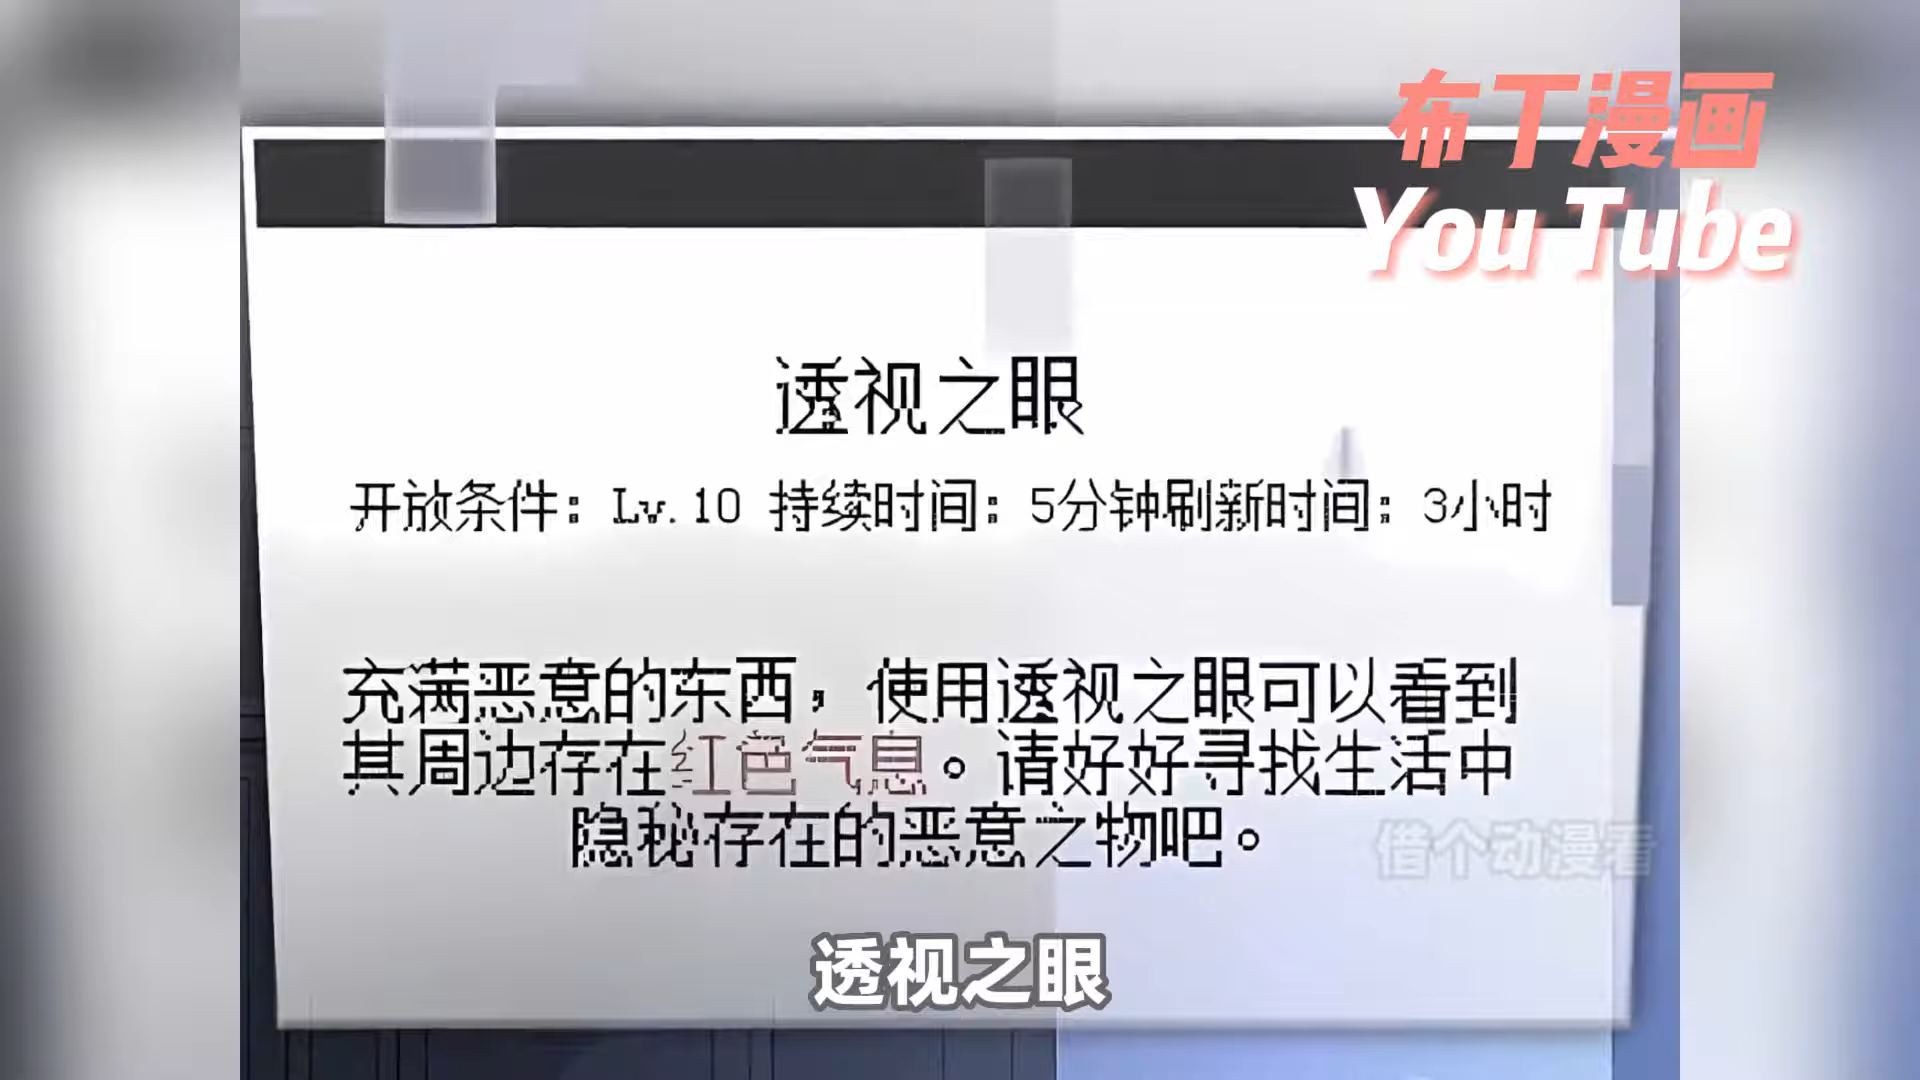 布丁漫画
You Tube
透视之眼
开放条件：Lv.10 持续时间：5分钟刷新时间：3小时
充满恶意的东西，使用透视之眼可以看到
其周边存在红色气息。请好好寻找生活中
隐秘存在的恶意之物吧。
借个动漫看
透视之眼